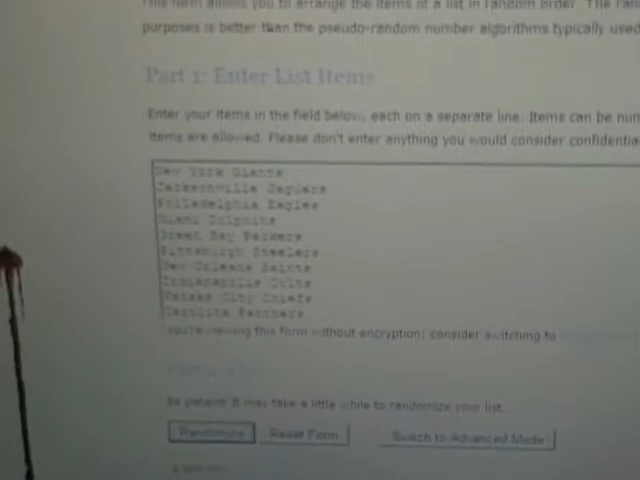 This form allows you to arrange the items of a list in random order. The
purposes is better than the pseudo-random number algorithms typically used
Part 1: Enter List Items
Enter your items in the field below, each on a separate line. Items can be
items are allowed. Please don't enter anything you would consider
New York Giants
Jacksonville Jaguars
Philadelphia Eagles
Miami Dolphins
Green Bay Packers
Pittsburgh Steelers
New Orleans Saints
Indianapolis Colts
Kansas City Chiefs
Carolina Panthers
you're viewing this form without encryption; consider switching to
Be patient! It may take a little while to randomize your list...
Randomize Reset Form Switch to Advanced Mode